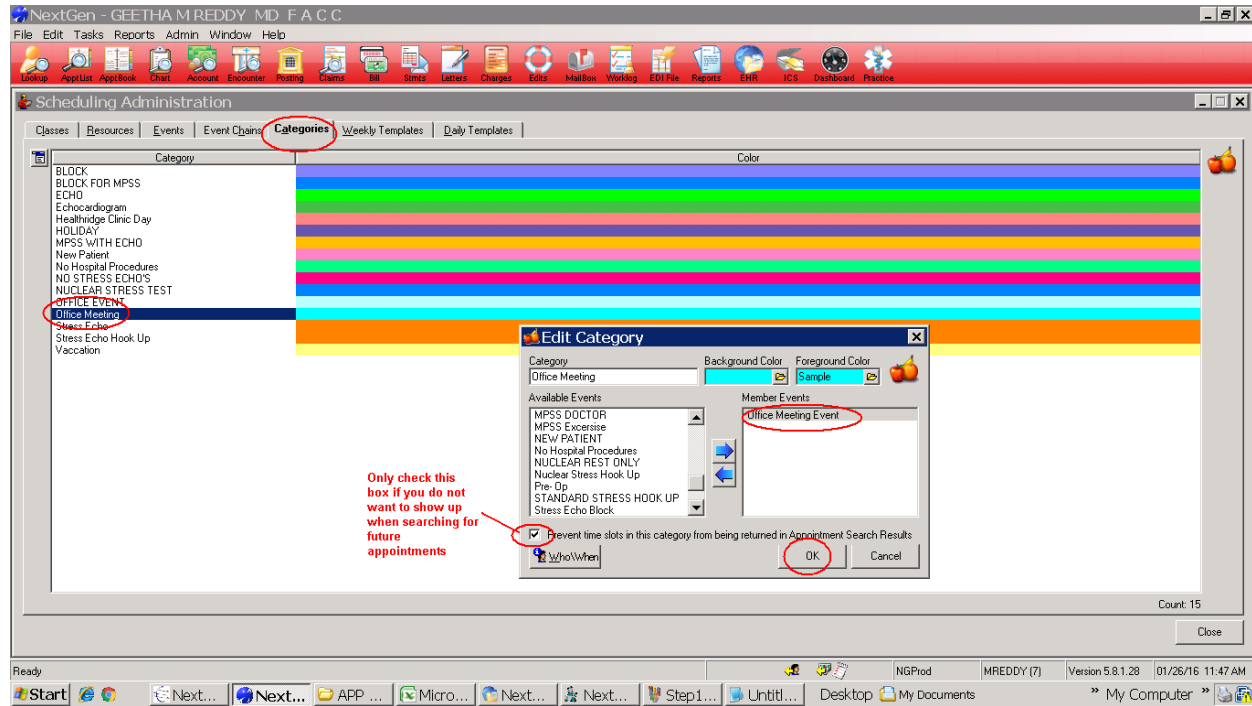 NextGen - GEETHA M REDDY MD F A C C
File Edit Tasks Reports Admin Window Help
Lookup ApptList ApptBook Chart Account Encounter Posting Claims Bill Stmts Letters Charges Edits MailBox Worklog EDI File Reports EHR ICS Dashboard Practice
Scheduling Administration
Classes Resources Events Event Chains Categories Weekly Templates Daily Templates
Category Color
BLOCK
BLOCK FOR MPSS
ECHO
Echocardiogram
Healthridge Clinic Day
HOLIDAY
MPSS WITH ECHO
New Patient
No Hospital Procedures
NO STRESS ECHO'S
NUCLEAR STRESS TEST
OFFICE EVENT
Office Meeting
Stress Echo
Stress Echo Hook Up
Vaccation
Edit Category
Category Background Color Foreground Color
Office Meeting Sample
Available Events Member Events
MPSS DOCTOR Office Meeting Event
MPSS Excersise
NEW PATIENT
No Hospital Procedures
NUCLEAR REST ONLY
Nuclear Stress Hook Up
Pre- Op
STANDARD STRESS HOOK UP
Stress Echo Block
Only check this
box if you do not
want to show up
when searching for
future
appointments
Prevent time slots in this category from being returned in Appointment Search Results
Who\When OK Cancel
Count: 15
Close
Ready NGProd MREDDY (7) Version 5.8.1.28 01/26/16 11:47 AM
Start Next... Next... APP ... Micro... Next... Next... Step1... Untitl... Desktop My Documents » My Computer »